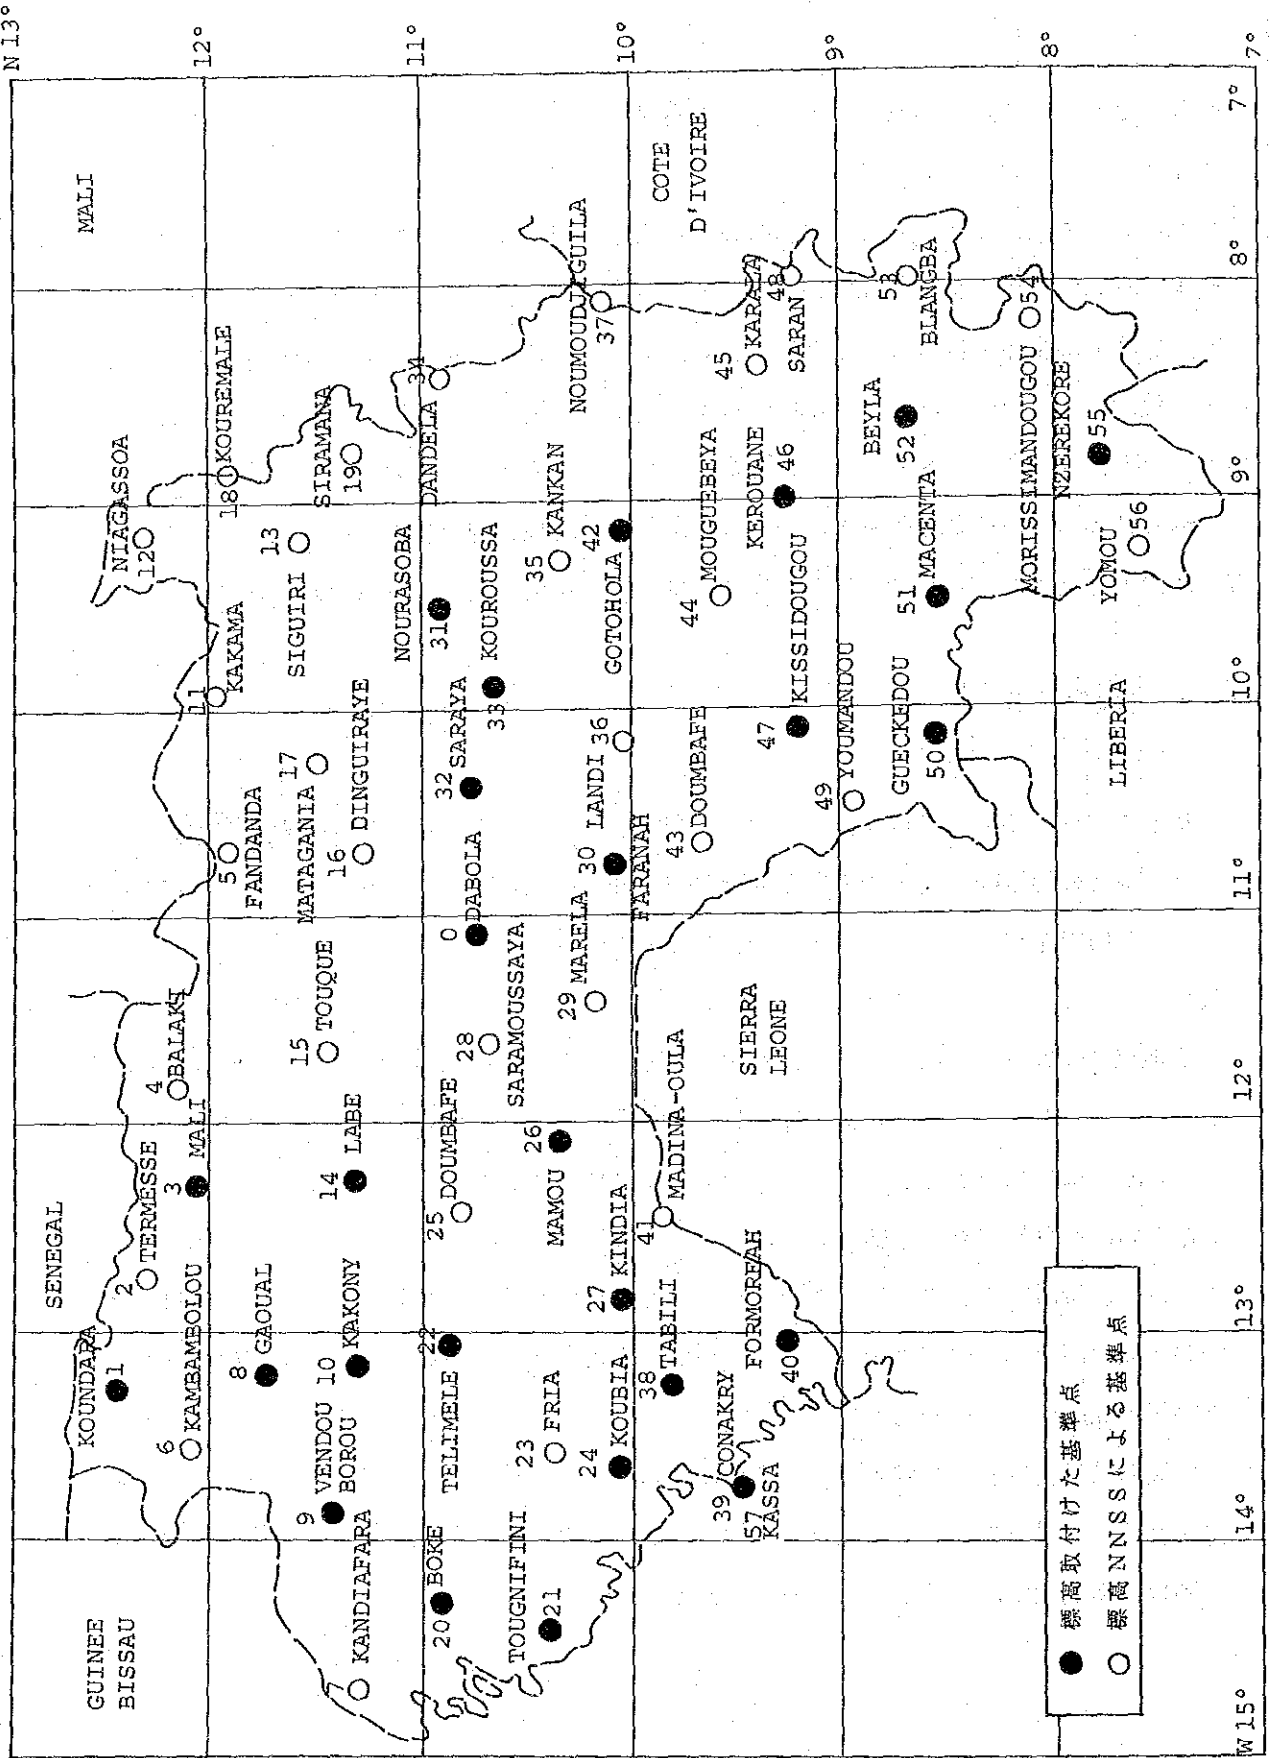 N 13°
12°
11°
10°
9°
8°
7°
W15°
14°
13°
12°
11°
10°
9°
8°
7°
GUINEE
BISSAU
SENEGAL
MALI
COTE
D'IVOIRE
SIERRA
LEONE
LIBERIA
KOUNDARA
1
2
TERMESSE
3
MALI
4
BALAKI
5
FANDANDA
6
KAMBAMBOLOU
7
KANDIAFARA
8
GAOUAL
9
VENDOU
BOROU
10
KAKONY
11
KAKAMA
NIAGASSOA
12
13
SIGUIRI
14
LABE
15
TOUQUE
16
DINGUIRAYE
17
MATAGANIA
18
KOUREMALE
SIRAMANA
19
20
BOKE
TOUGNIFINI
21
22
TELIMELE
23
FRIA
24
KOUBIA
25
DOUMBAFE
26
MAMOU
27
KINDIA
28
SARAMOUSSAYA
29
MARELA
30
FARANAH
NOURASOBA
31
32
SARAYA
33
KOUROUSSA
34
DANDELA
35
KANKAN
LANDI
36
NOUMOUDJIGUILA
37
38
TABILI
39
CONAKRY
57
KASSA
FORMOREAH
40
41
MADINA-OULA
42
GOTOHOLA
43
DOUMBAFE
44
MOUGUEBEYA
45
KARALA
KEROUANE
46
47
KISSIDOUGOU
48
SARAN
49
YOUMANDOU
GUECKEDOU
50
51
MACENTA
BEYLA
52
53
BLANGBA
MORISSIMANDOUGOU
54
NZEREKORE
55
YOMOU
56
0
DABOLA
標高取付けた基準点
標高NNSSによる基準点